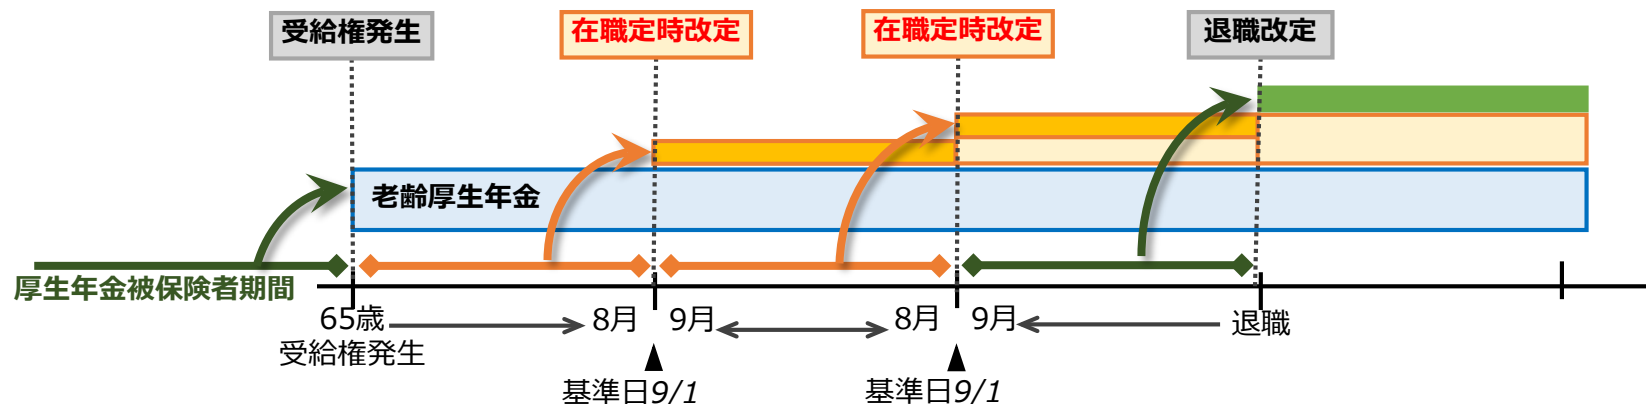 受給権発生
在職定時改定
在職定時改定
退職改定
老齢厚生年金
厚生年金被保険者期間
65歳
受給権発生
8月
9月
8月
9月
退職
基準日9/1
基準日9/1